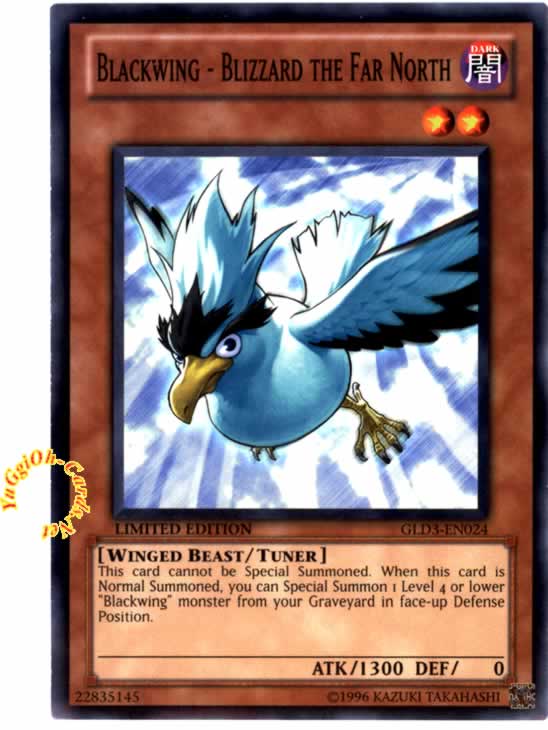 BLACKWING - BLIZZARD THE FAR NORTH
DARK
闇
YuGgiOh-Cards.Net
LIMITED EDITION
GLD3-EN024
[WINGED BEAST/TUNER]
This card cannot be Special Summoned. When this card is
Normal Summoned, you can Special Summon 1 Level 4 or lower
"Blackwing" monster from your Graveyard in face-up Defense
Position.
ATK/1300 DEF/ 0
22835145
©1996 KAZUKI TAKAHASHI